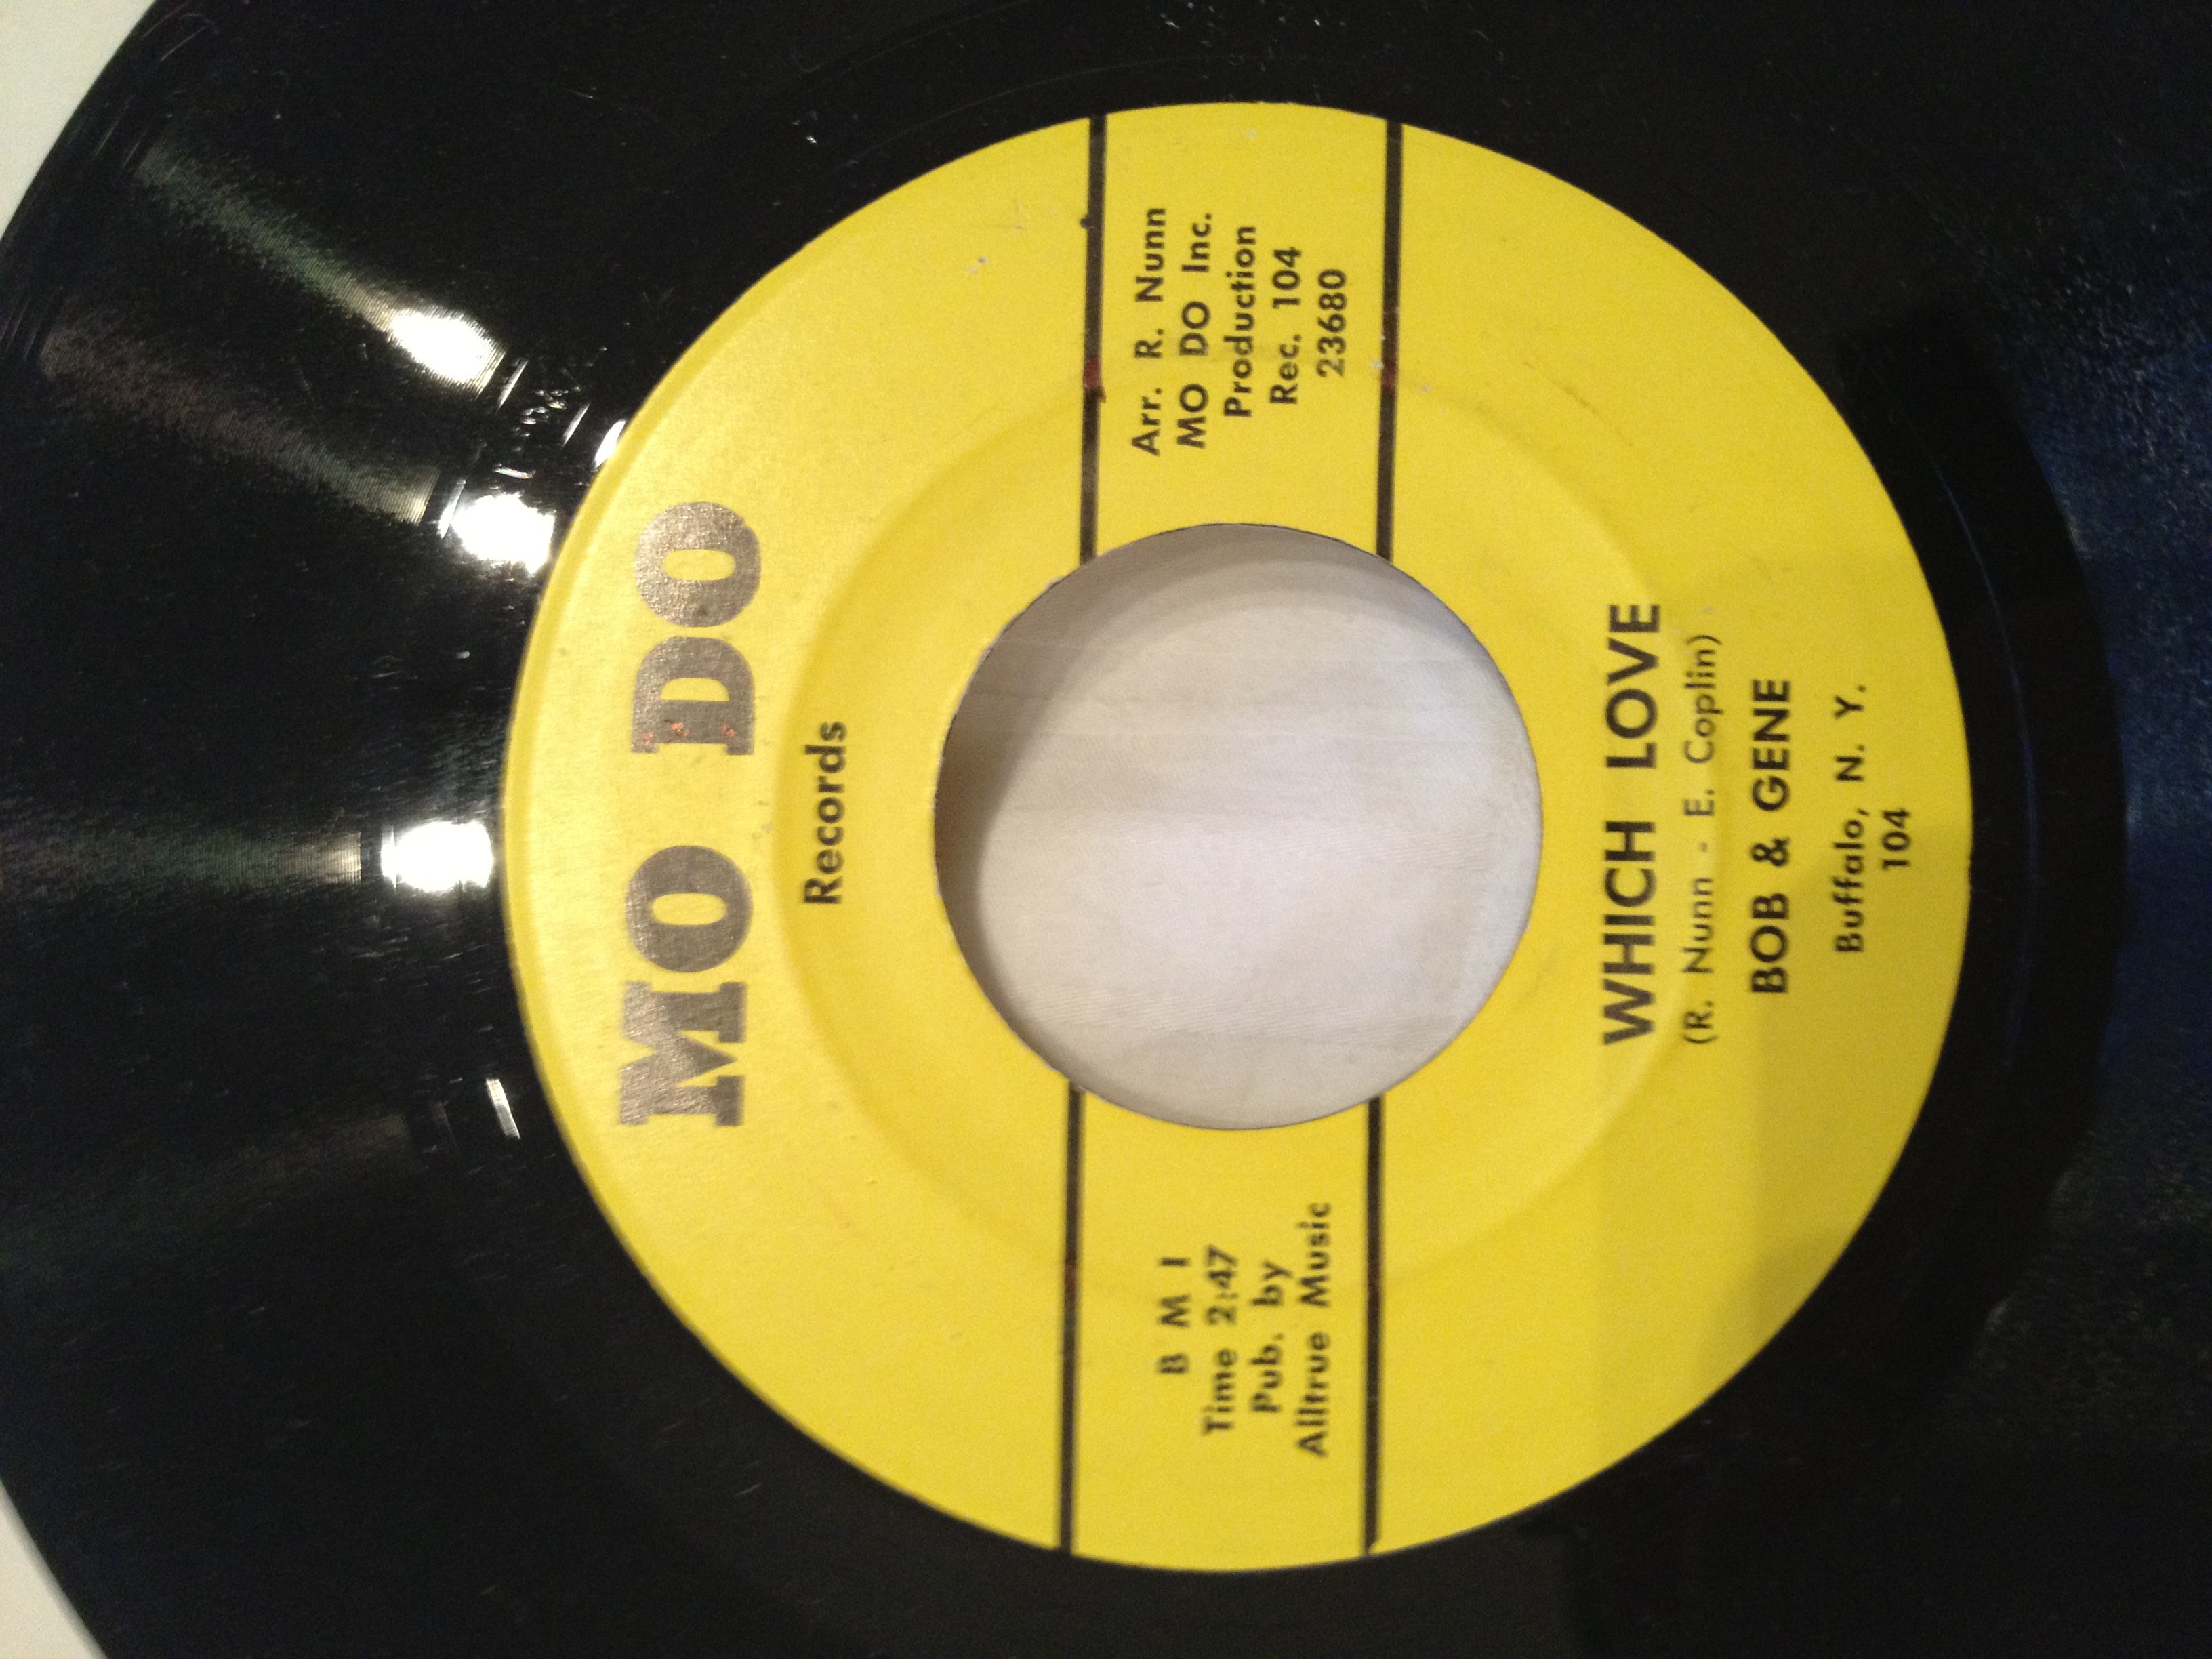 MO DO
Records
B M I
Time 2:47
Pub. by
Alltrue Music
Arr. R. Nunn
MO DO Inc.
Production
Rec. 104
23680
WHICH LOVE
(R. Nunn - E. Coplin)
BOB & GENE
Buffalo, N. Y.
104